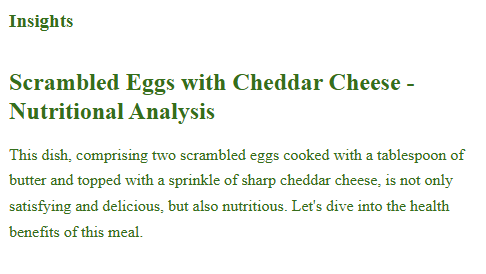 Insights
Scrambled Eggs with Cheddar Cheese -
Nutritional Analysis
This dish, comprising two scrambled eggs cooked with a tablespoon of
butter and topped with a sprinkle of sharp cheddar cheese, is not only
satisfying and delicious, but also nutritious. Let's dive into the health
benefits of this meal.